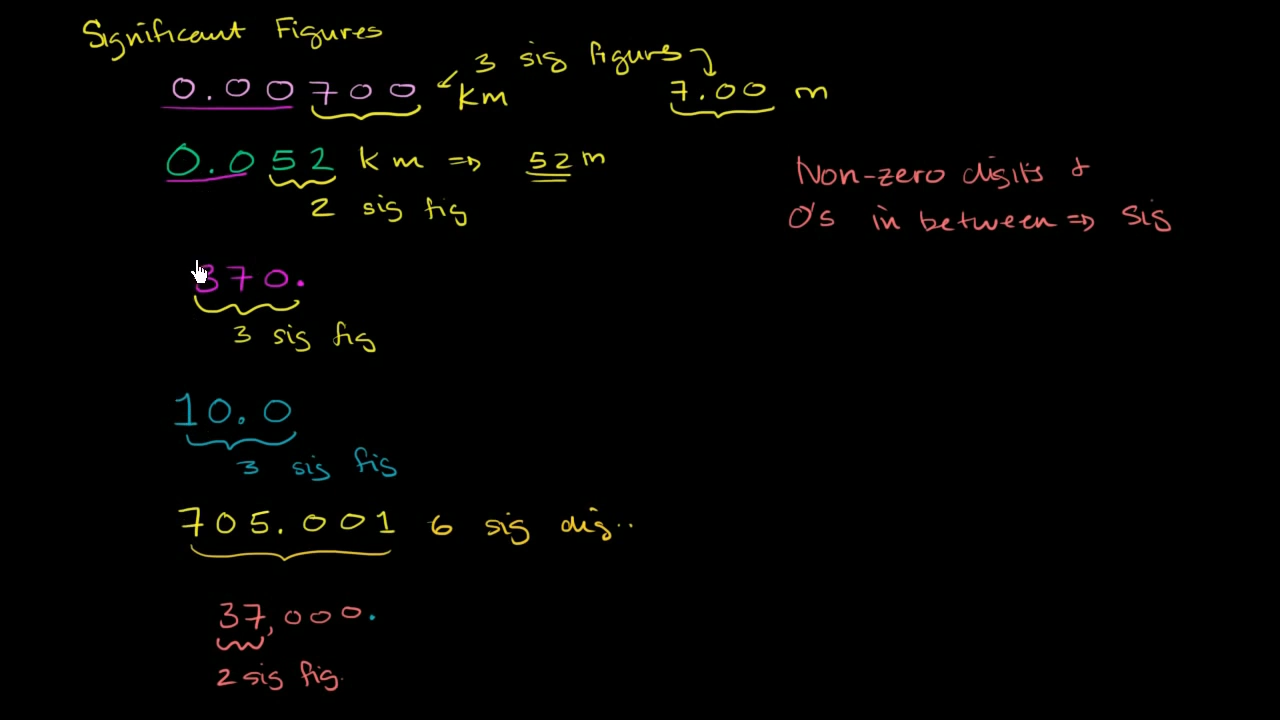 Significant Figures
0.00700 km 3 sig figures 7.00 m
0.052 km => 52 m
2 sig fig
Non-zero digits &
0's in between => sig
370.
3 sig fig
10.0
3 sig fig
705.001 6 sig dig..
37,000.
2 sig fig.